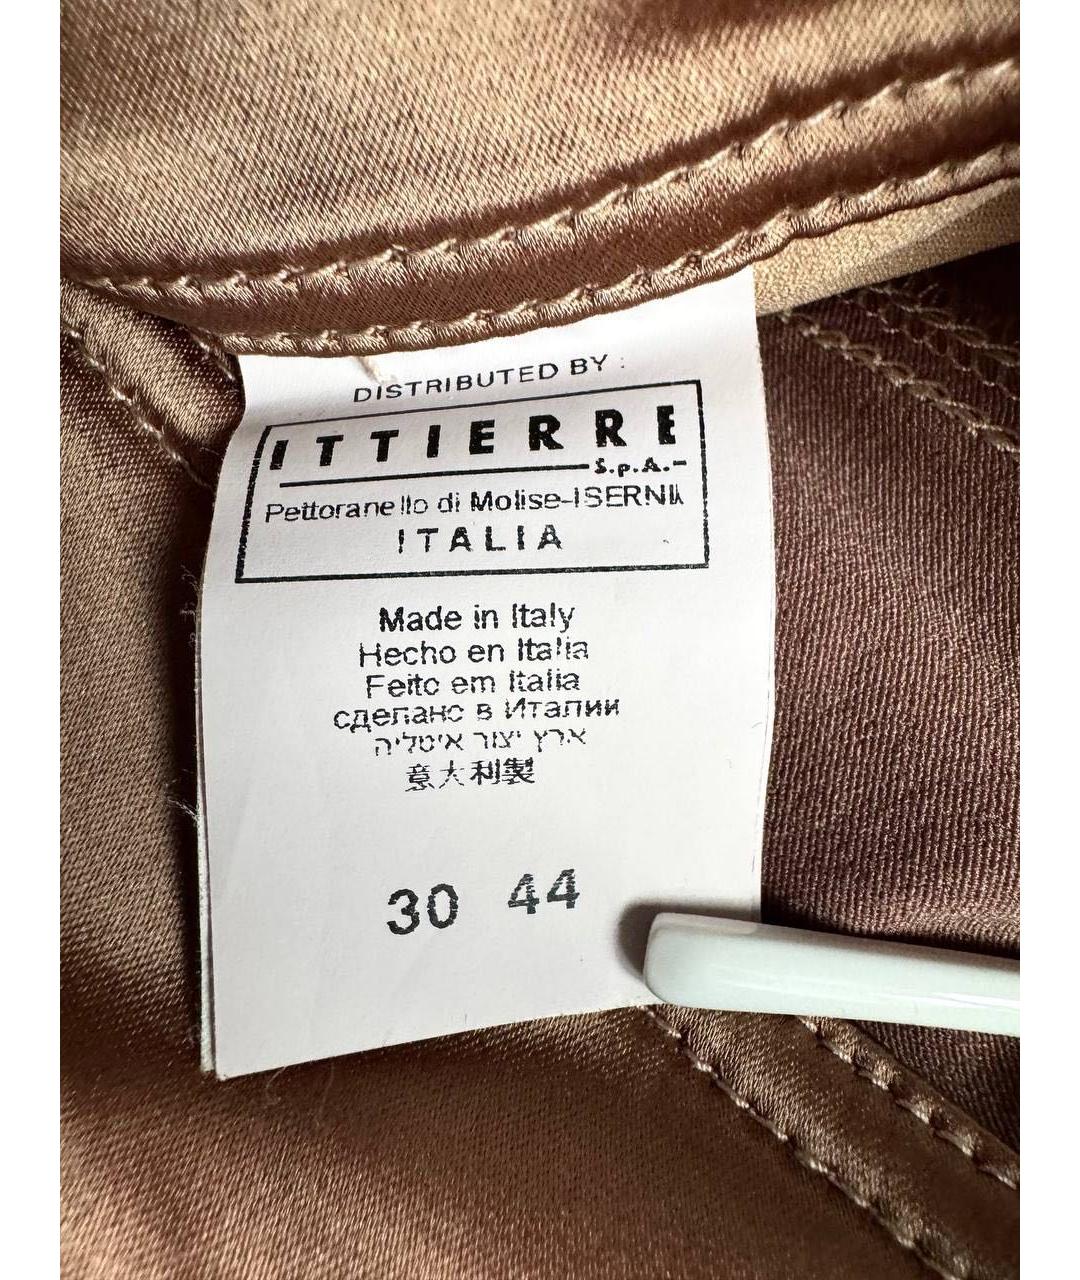 DISTRIBUTED BY :
ITTIERRE
S.p.A.
Pettoranello di Molise-ISERNIA
ITALIA
Made in Italy
Hecho en Italia
Feito em Italia
сделано в Италии
ארץ יצור איטליה
意大利製
30 44